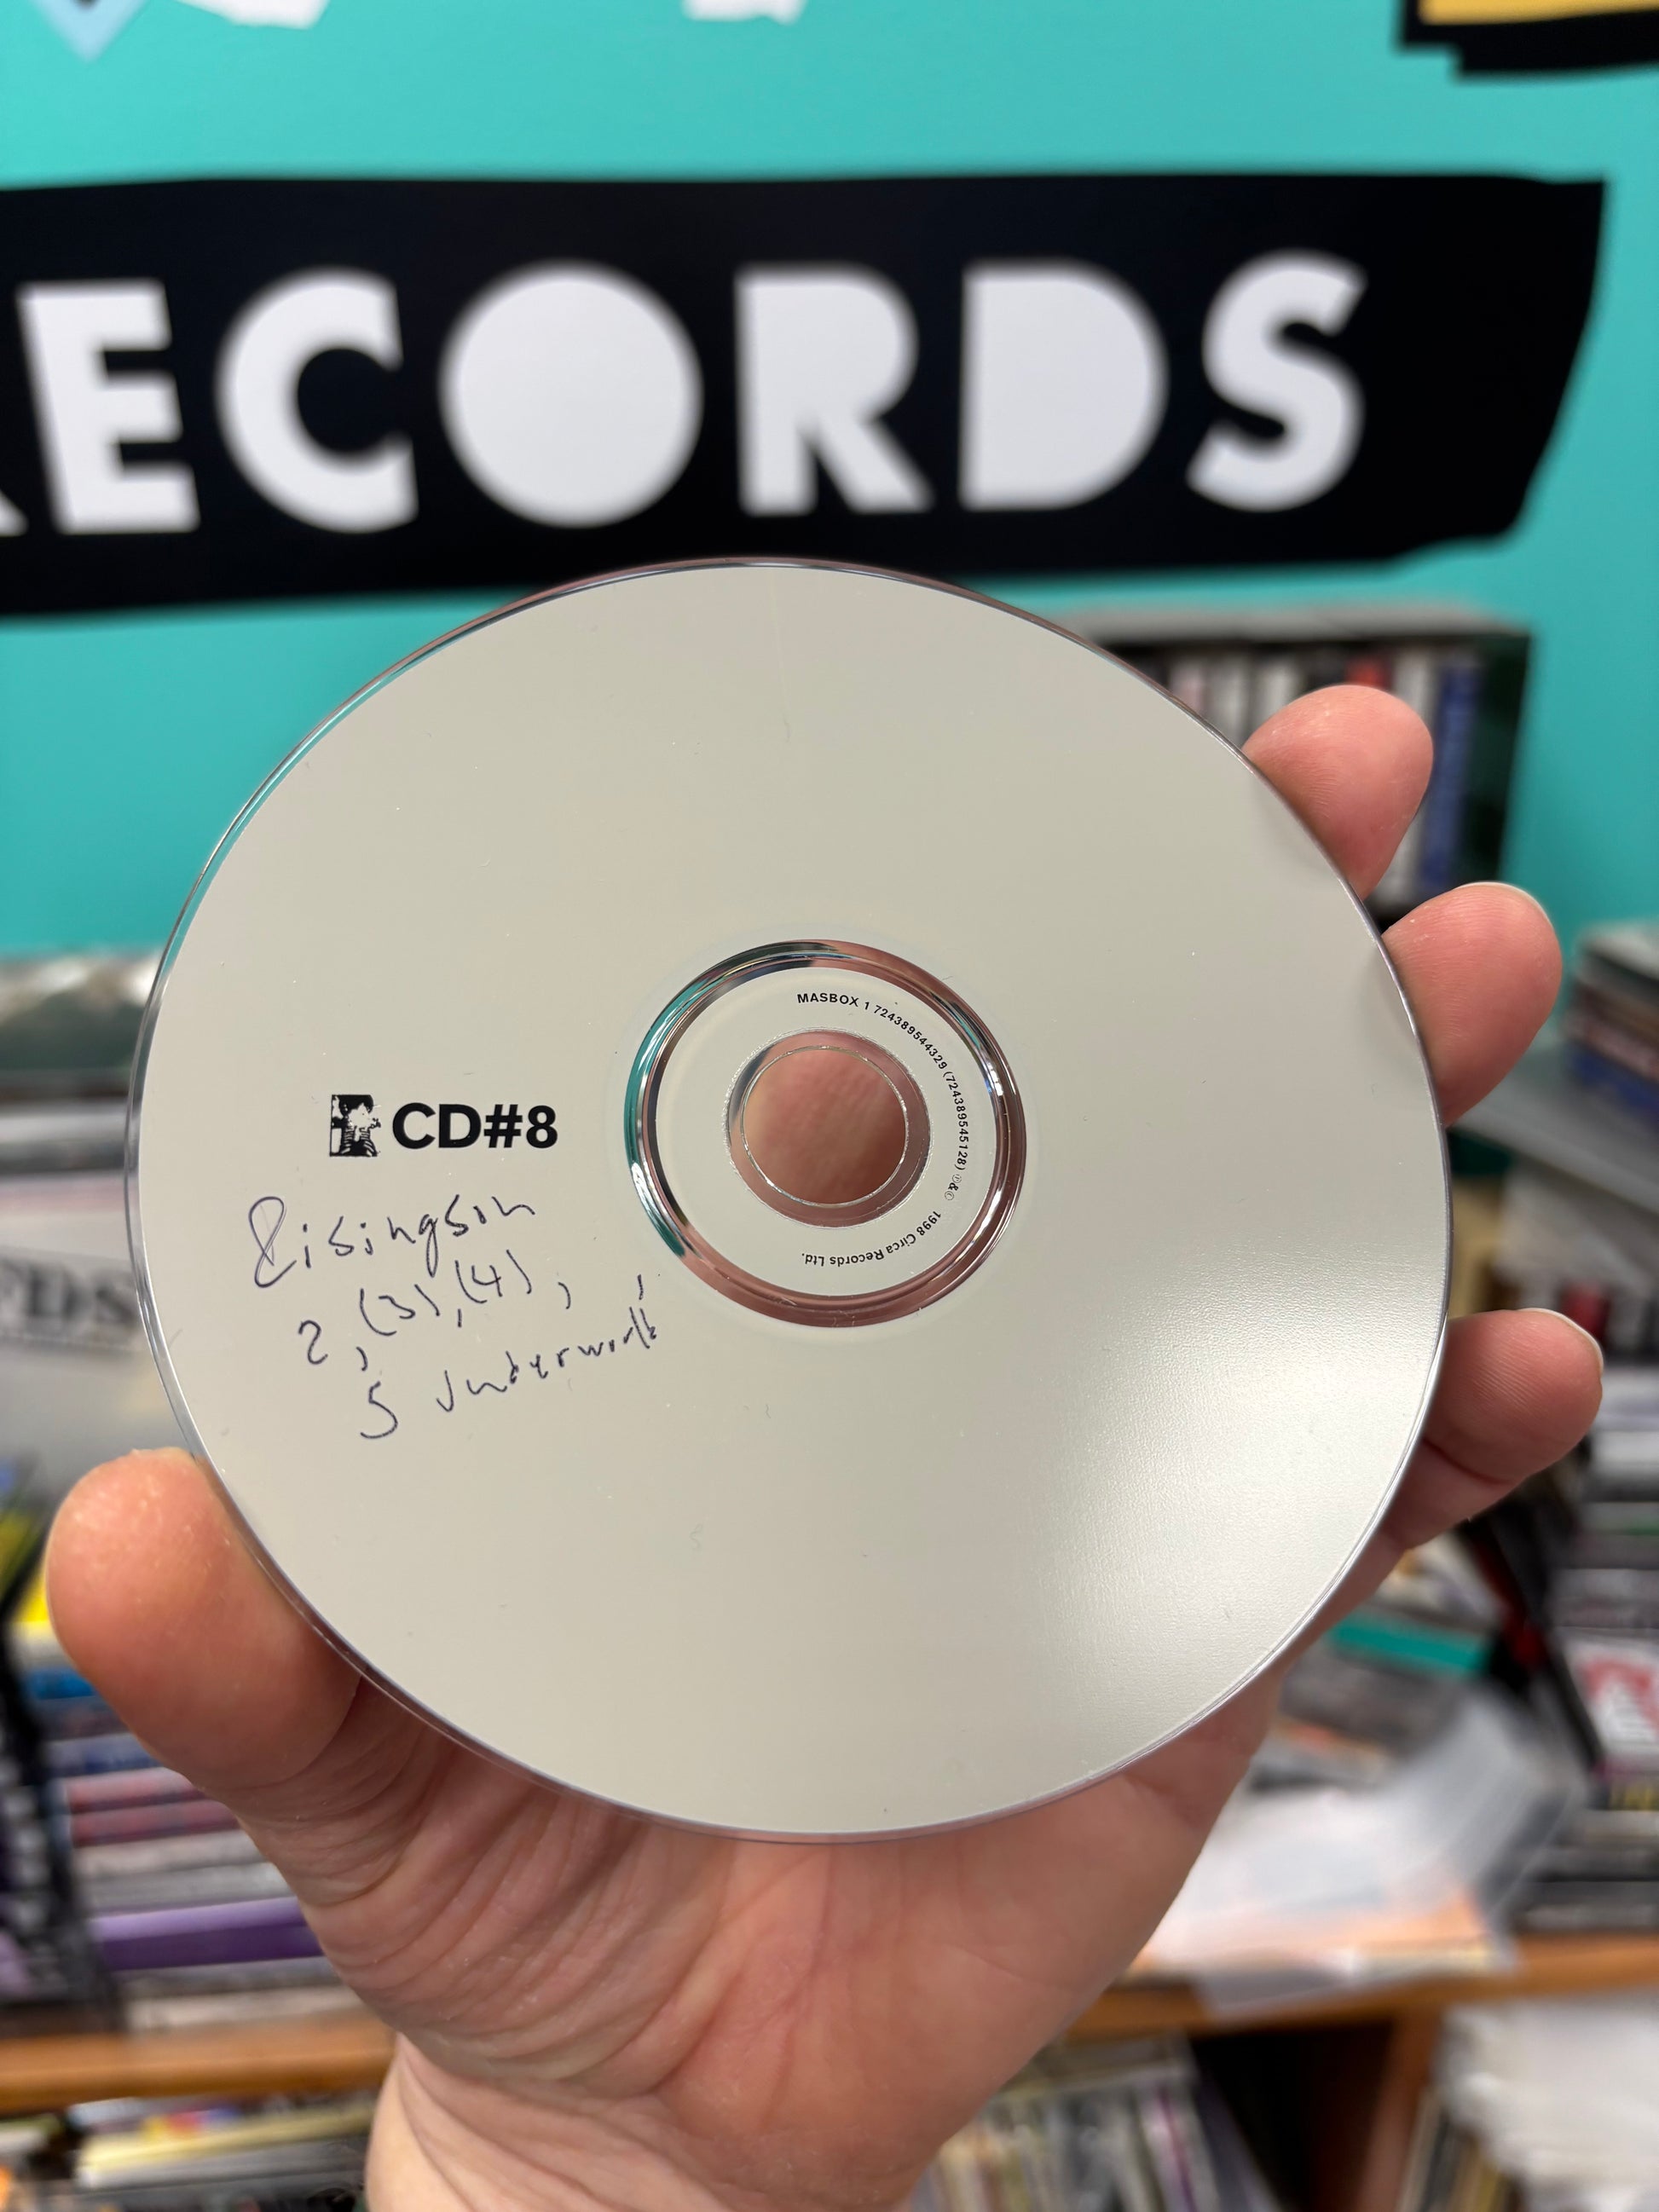 RECORDS
MASBOX 1 724389544329 (724389545128) ℗&© 1998 Circa Records Ltd.
CD#8
Risingson
2, (3), (4), ,
5 Underworld